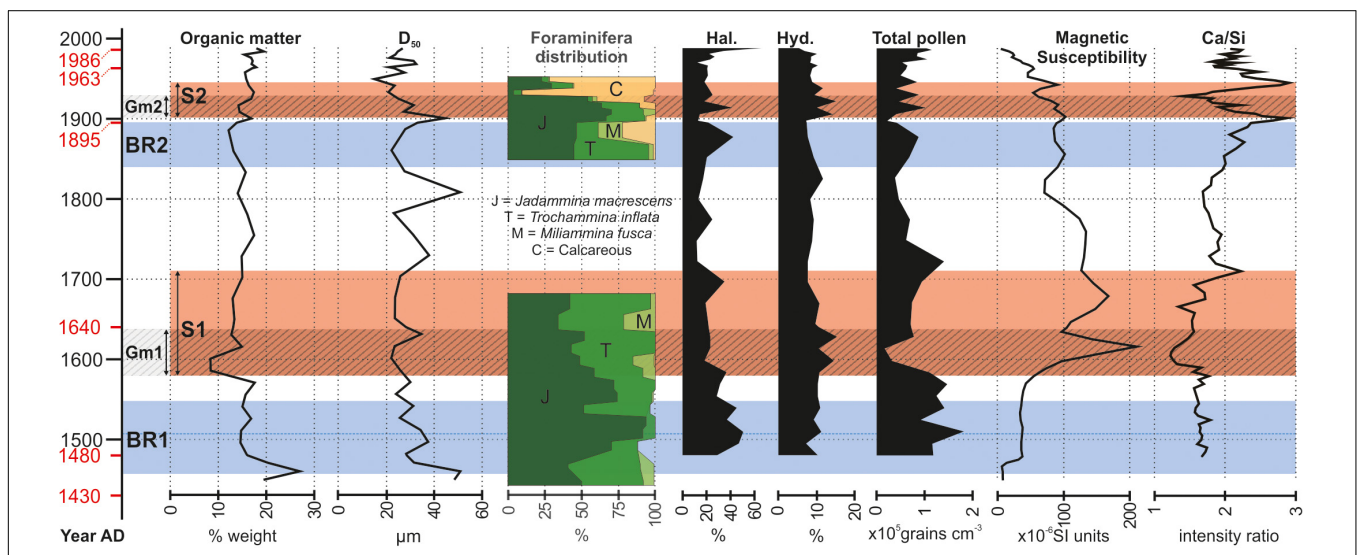 Organic matter
D50
Foraminifera
distribution
Hal.
Hyd.
Total pollen
Magnetic
Susceptibility
Ca/Si
2000
1986
1963
1900
1895
1800
1700
1640
1600
1500
1480
1430
Year AD
Gm2
S2
BR2
S1
Gm1
BR1
C
J
M
T
J = Jadammina macrescens
T = Trochammina inflata
M = Miliammina fusca
C = Calcareous
M
T
J
0 10 20 30
% weight
0 20 40 60
µm
0 25 50 75 100
%
0 20 40 60
%
0 10 20
%
0 1 2
x10⁵grains cm⁻³
0 100 200
x10⁻⁶SI units
1 2 3
intensity ratio